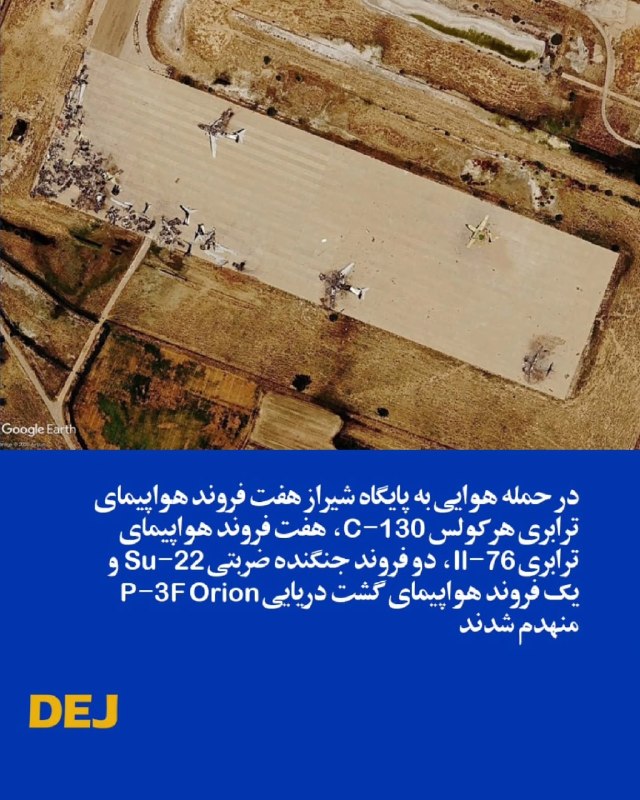 Google Earth
در حمله هوایی به پایگاه شیراز هفت فروند هواپیمای
ترابری هرکولس C-130، هفت فروند هواپیمای
ترابری Il-76، دو فروند جنگنده ضربتی Su-22 و
یک فروند هواپیمای گشت دریایی P-3F Orion
منهدم شدند
DEJ